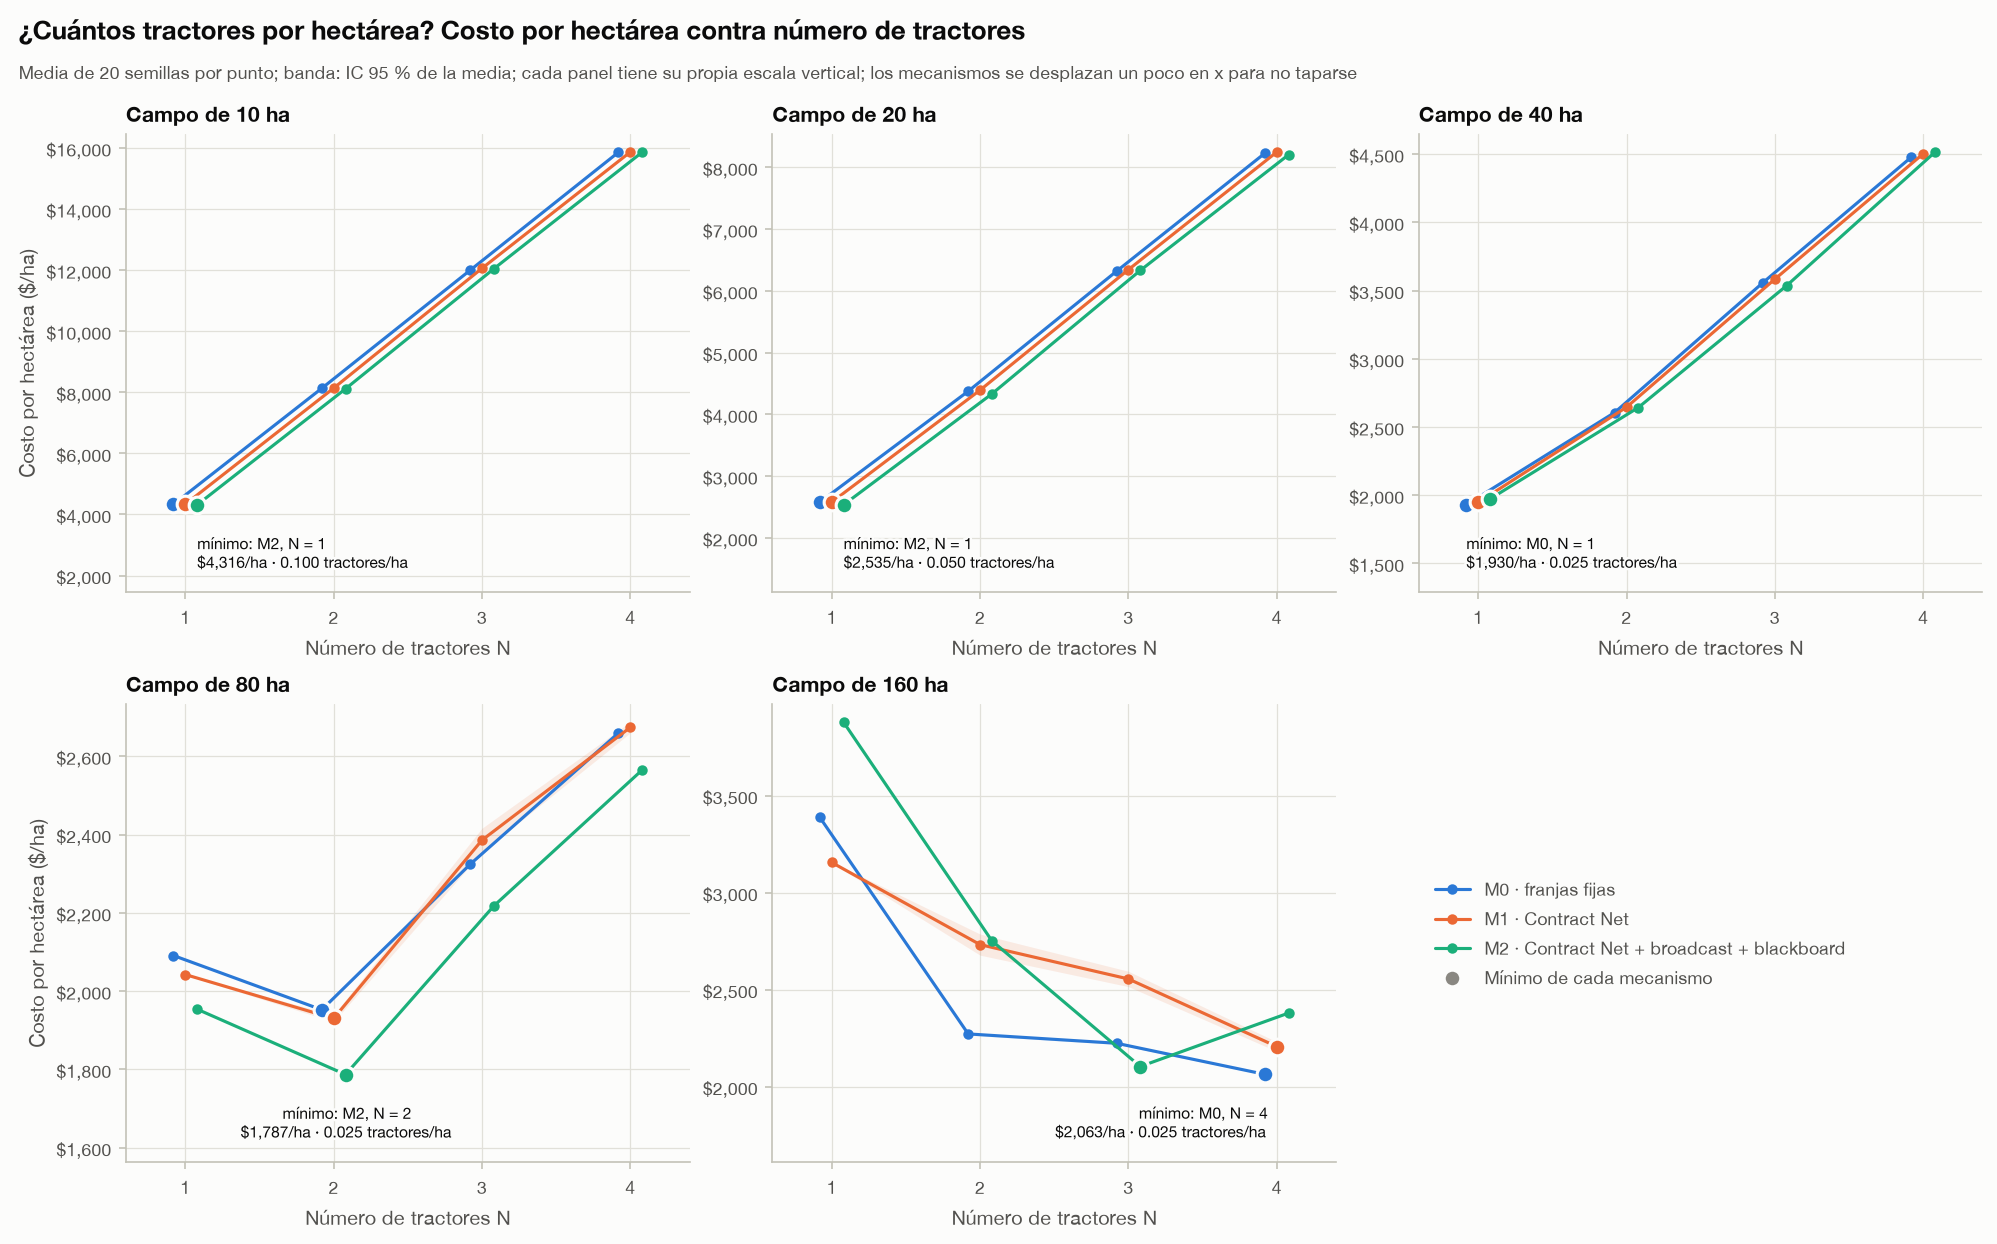 ¿Cuántos tractores por hectárea? Costo por hectárea contra número de tractores
Media de 20 semillas por punto; banda: IC 95 % de la media; cada panel tiene su propia escala vertical; los mecanismos se desplazan un poco en x para no taparse
Campo de 10 ha
Costo por hectárea ($/ha)
$16,000
$14,000
$12,000
$10,000
$8,000
$6,000
$4,000
$2,000
mínimo: M2, N = 1
$4,316/ha · 0.100 tractores/ha
1
2
3
4
Número de tractores N
Campo de 20 ha
$8,000
$7,000
$6,000
$5,000
$4,000
$3,000
$2,000
mínimo: M2, N = 1
$2,535/ha · 0.050 tractores/ha
1
2
3
4
Número de tractores N
Campo de 40 ha
$4,500
$4,000
$3,500
$3,000
$2,500
$2,000
$1,500
mínimo: M0, N = 1
$1,930/ha · 0.025 tractores/ha
1
2
3
4
Número de tractores N
Campo de 80 ha
Costo por hectárea ($/ha)
$2,600
$2,400
$2,200
$2,000
$1,800
$1,600
mínimo: M2, N = 2
$1,787/ha · 0.025 tractores/ha
1
2
3
4
Número de tractores N
Campo de 160 ha
$3,500
$3,000
$2,500
$2,000
mínimo: M0, N = 4
$2,063/ha · 0.025 tractores/ha
1
2
3
4
Número de tractores N
M0 · franjas fijas
M1 · Contract Net
M2 · Contract Net + broadcast + blackboard
Mínimo de cada mecanismo